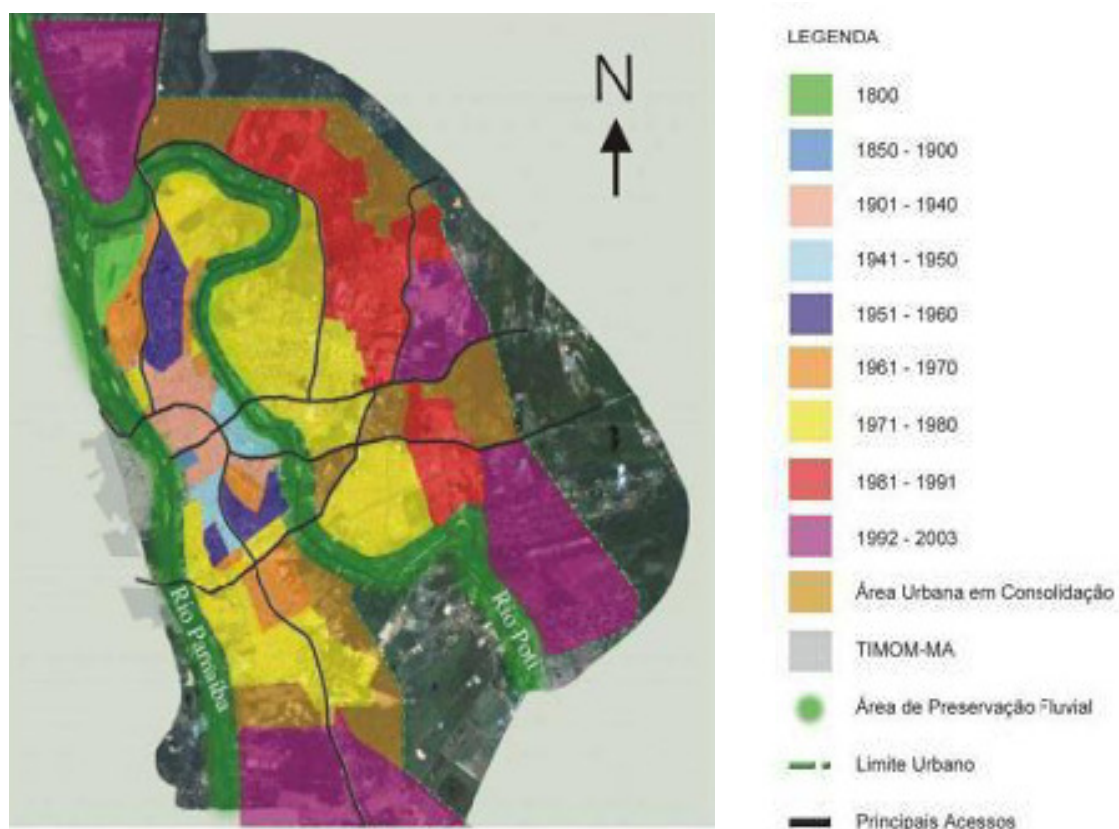 N
Rio Parnaíba
Rio Poti
LEGENDA
1800
1850 - 1900
1901 - 1940
1941 - 1950
1951 - 1960
1961 - 1970
1971 - 1980
1981 - 1991
1992 - 2003
Área Urbana em Consolidação
TIMOM-MA
Área de Preservação Fluvial
Limite Urbano
Principais Acessos